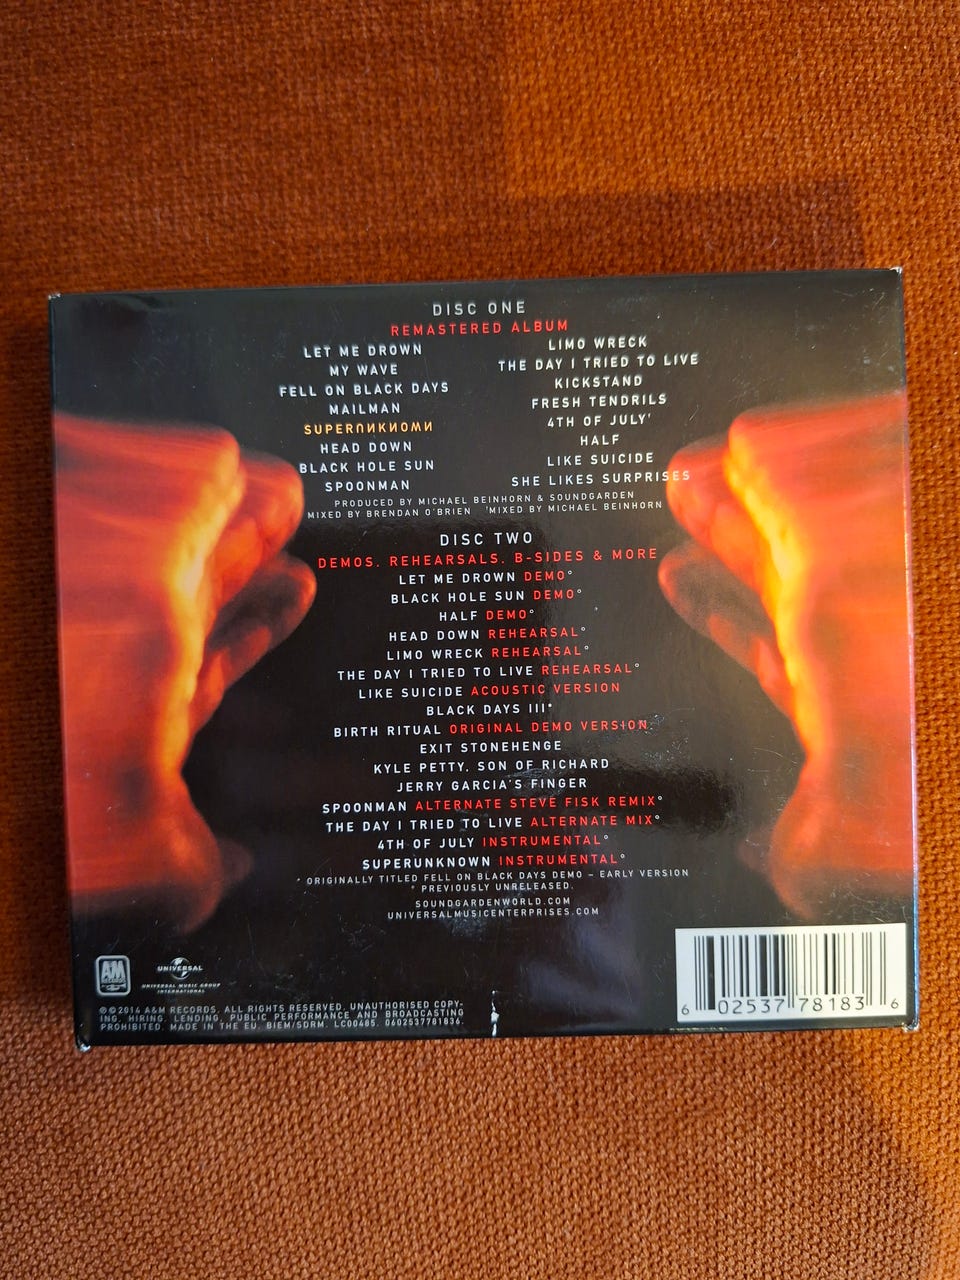 DISC ONE
REMASTERED ALBUM
LET ME DROWN
MY WAVE
FELL ON BLACK DAYS
MAILMAN
SUPERUNKNOWN
HEAD DOWN
BLACK HOLE SUN
SPOONMAN
LIMO WRECK
THE DAY I TRIED TO LIVE
KICKSTAND
FRESH TENDRILS
4TH OF JULY'
HALF
LIKE SUICIDE
SHE LIKES SURPRISES
PRODUCED BY MICHAEL BEINHORN & SOUNDGARDEN
MIXED BY BRENDAN O'BRIEN 'MIXED BY MICHAEL BEINHORN
DISC TWO
DEMOS, REHEARSALS, B-SIDES & MORE
LET ME DROWN DEMO°
BLACK HOLE SUN DEMO°
HALF DEMO°
HEAD DOWN REHEARSAL°
LIMO WRECK REHEARSAL°
THE DAY I TRIED TO LIVE REHEARSAL°
LIKE SUICIDE ACOUSTIC VERSION
BLACK DAYS III*
BIRTH RITUAL ORIGINAL DEMO VERSION
EXIT STONEHENGE
KYLE PETTY, SON OF RICHARD
JERRY GARCIA'S FINGER
SPOONMAN ALTERNATE STEVE FISK REMIX°
THE DAY I TRIED TO LIVE ALTERNATE MIX°
4TH OF JULY INSTRUMENTAL°
SUPERUNKNOWN INSTRUMENTAL°
* ORIGINALLY TITLED FELL ON BLACK DAYS DEMO – EARLY VERSION
° PREVIOUSLY UNRELEASED.
SOUNDGARDENWORLD.COM
UNIVERSALMUSICENTERPRISES.COM
A&M
RECORDS
UNIVERSAL
UNIVERSAL MUSIC GROUP
INTERNATIONAL
℗©2014 A&M RECORDS. ALL RIGHTS RESERVED. UNAUTHORISED COPY-
ING, HIRING, LENDING, PUBLIC PERFORMANCE AND BROADCASTING
PROHIBITED. MADE IN THE EU. BIEM/SDRM. LC00485. 0602537781836.
6 02537 78183 6